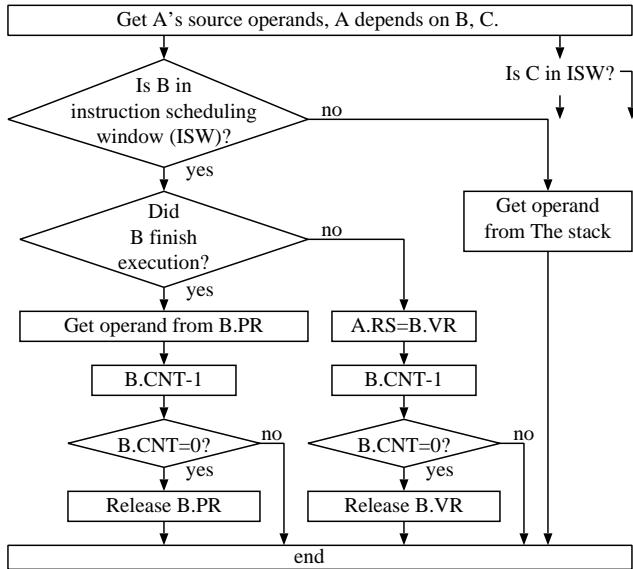 Get A's source operands, A depends on B, C.
Is B in
instruction scheduling
window (ISW)?
no
yes
Is C in ISW?
Did
B finish
execution?
no
yes
Get operand
from The stack
Get operand from B.PR
A.RS=B.VR
B.CNT-1
B.CNT-1
B.CNT=0?
no
yes
B.CNT=0?
no
yes
Release B.PR
Release B.VR
end